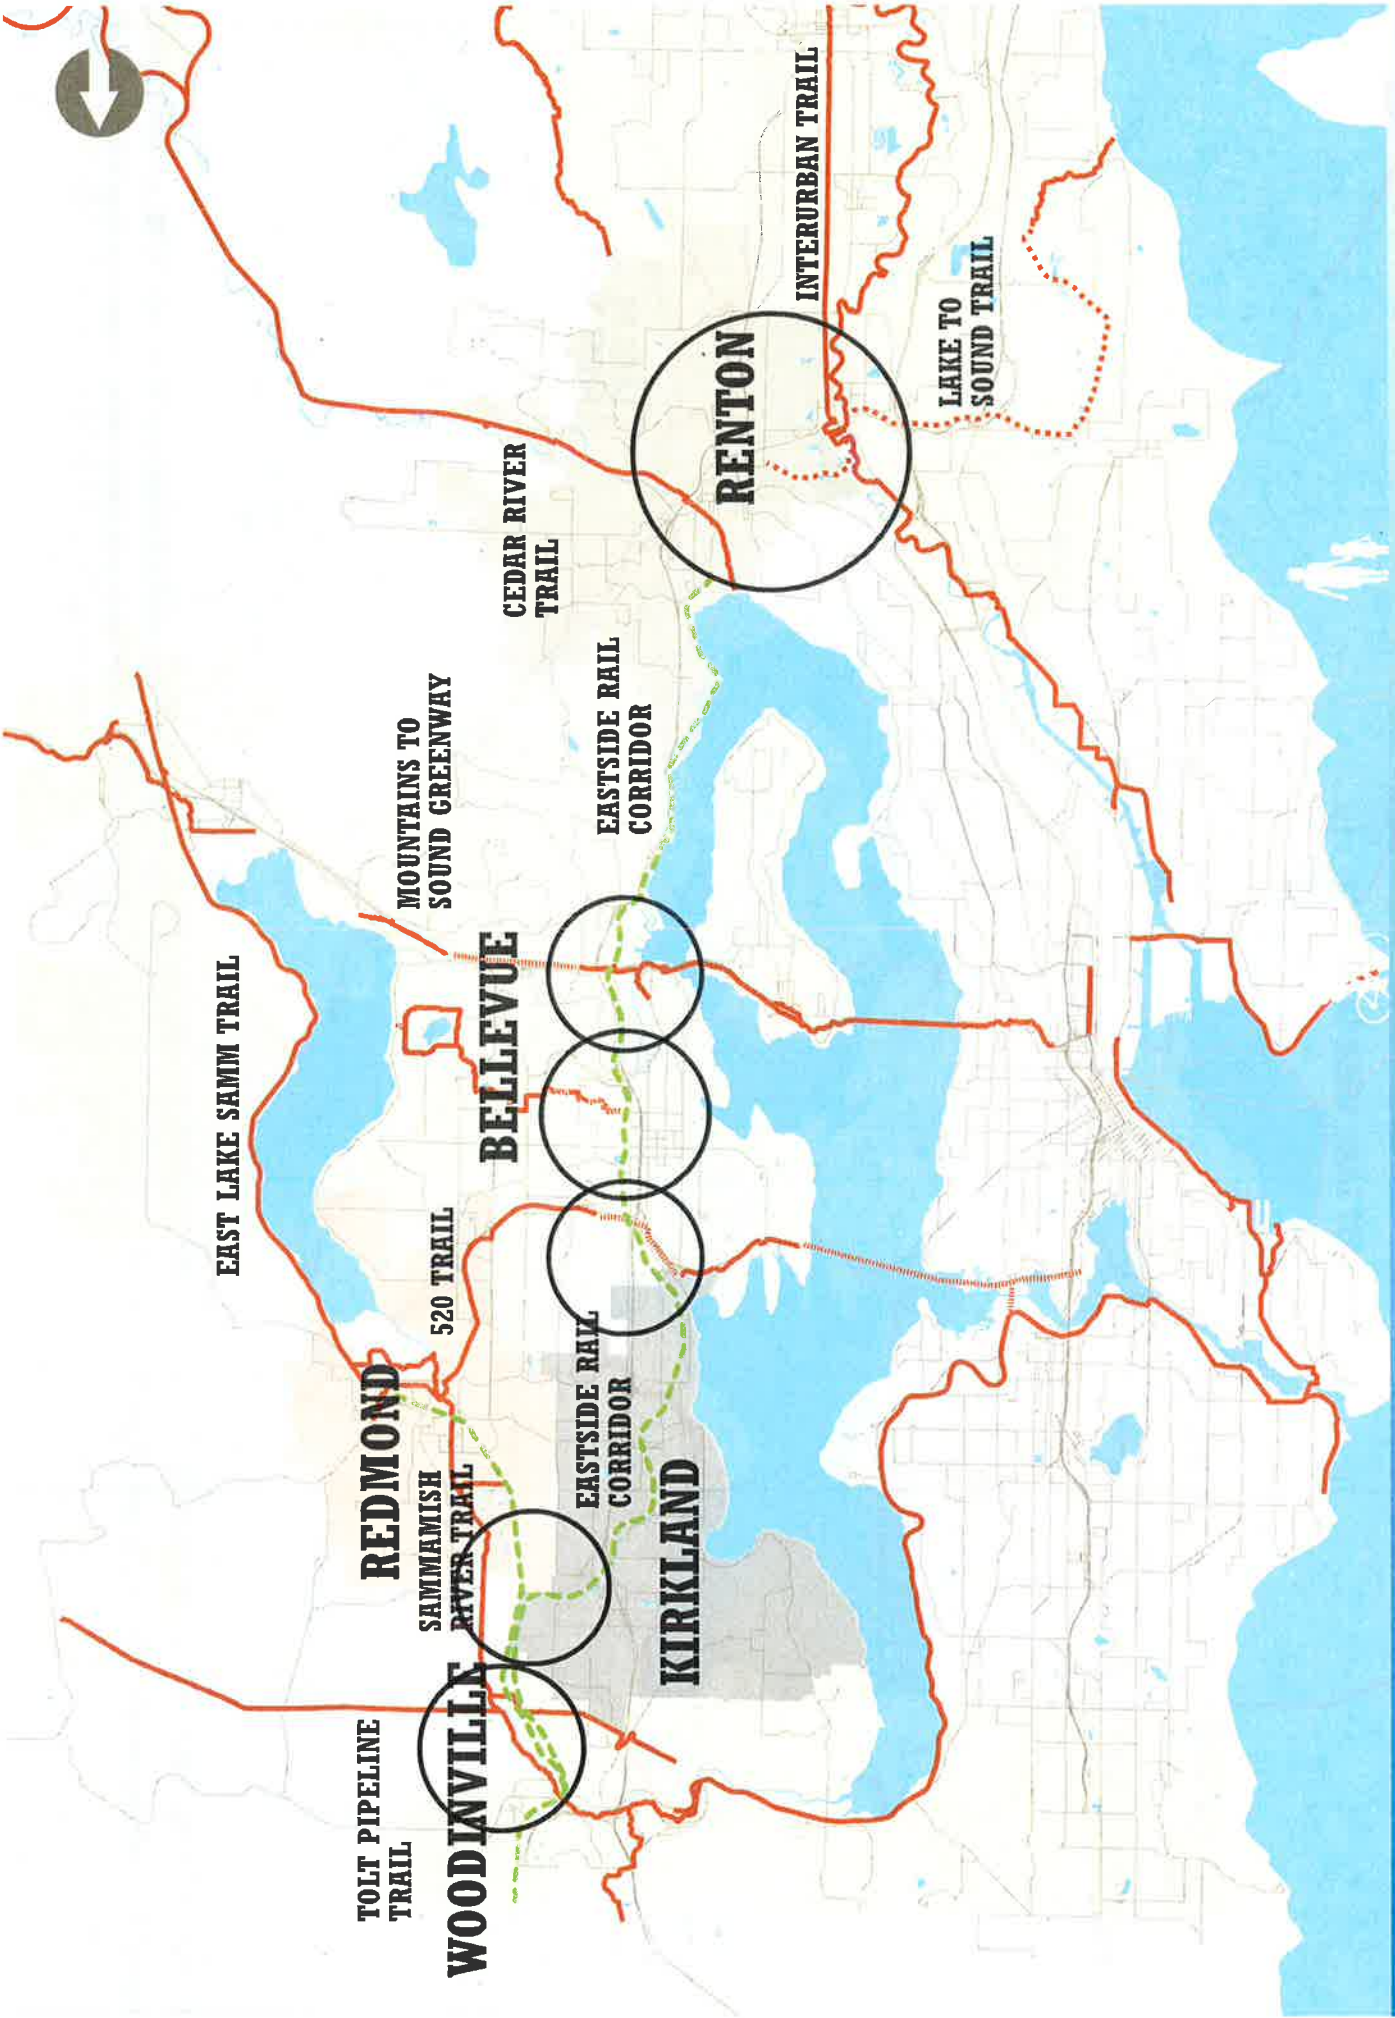 TOLT PIPELINE
TRAIL
WOODINVILLE
SAMMAMISH
RIVER TRAIL
REDMOND
EAST LAKE SAMM TRAIL
520 TRAIL
KIRKLAND
EASTSIDE RAIL
CORRIDOR
BELLEVUE
MOUNTAINS TO
SOUND GREENWAY
EASTSIDE RAIL
CORRIDOR
CEDAR RIVER
TRAIL
RENTON
INTERURBAN TRAIL
LAKE TO
SOUND TRAIL